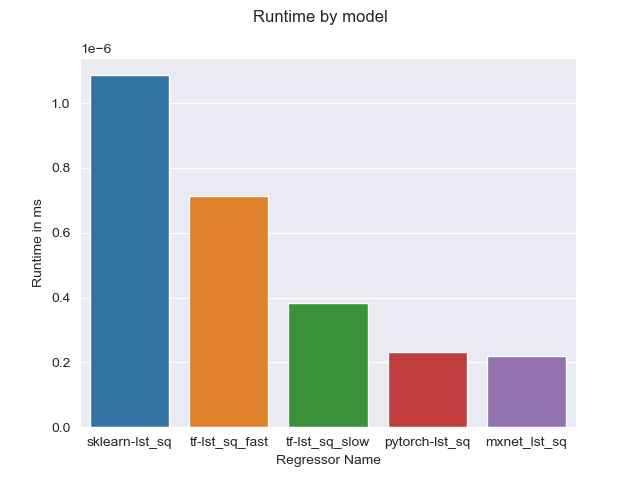 Runtime by model
1e−6
1.0
0.8
0.6
0.4
0.2
0.0
Runtime in ms
sklearn-lst_sq tf-lst_sq_fast tf-lst_sq_slow pytorch-lst_sq mxnet_lst_sq
Regressor Name